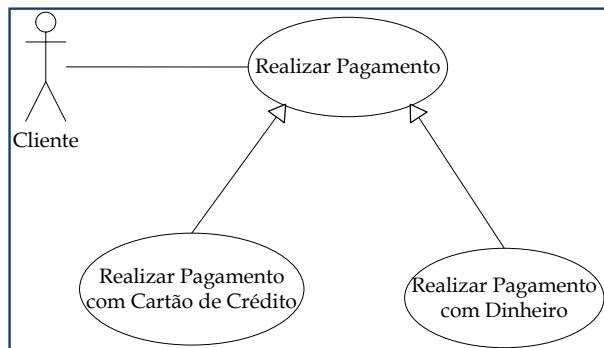 Realizar Pagamento
Cliente
Realizar Pagamento
com Cartão de Crédito
Realizar Pagamento
com Dinheiro